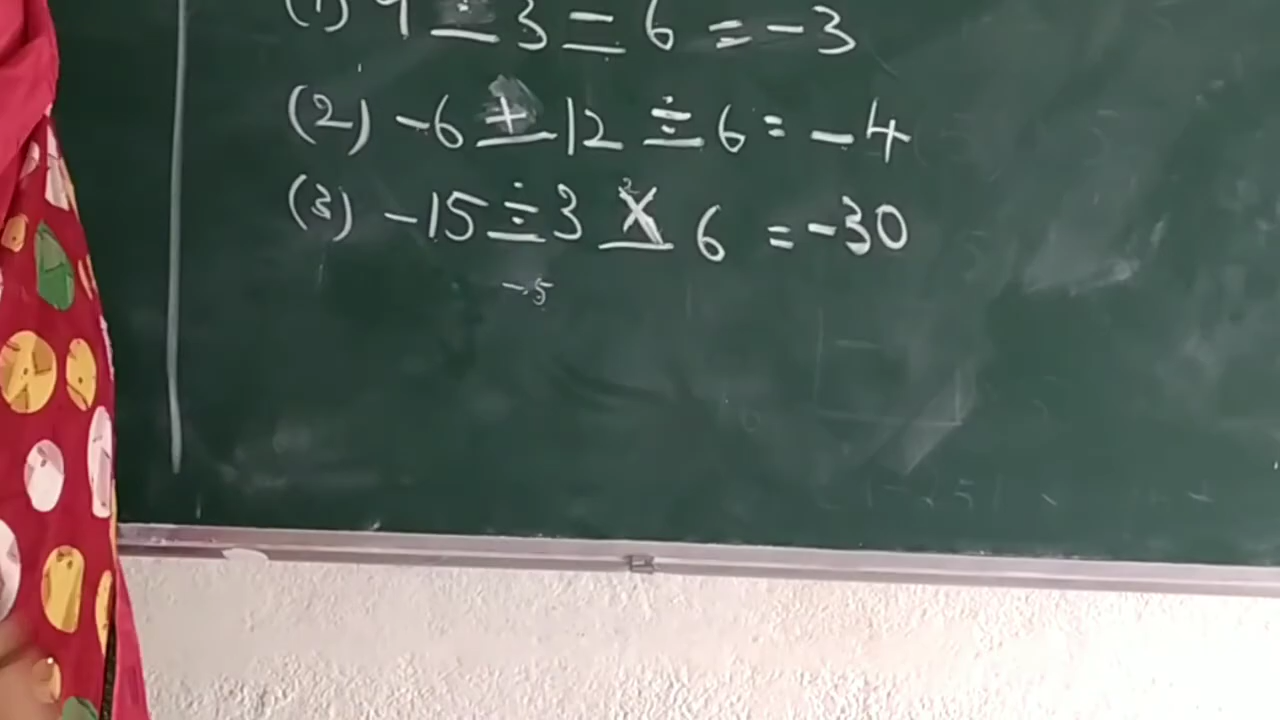 (1) 9 ÷ 3 - 6 = -3
(2) -6 + 12 ÷ 6 = -4
(3) -15 ÷ 3 × 6 = -30
-5